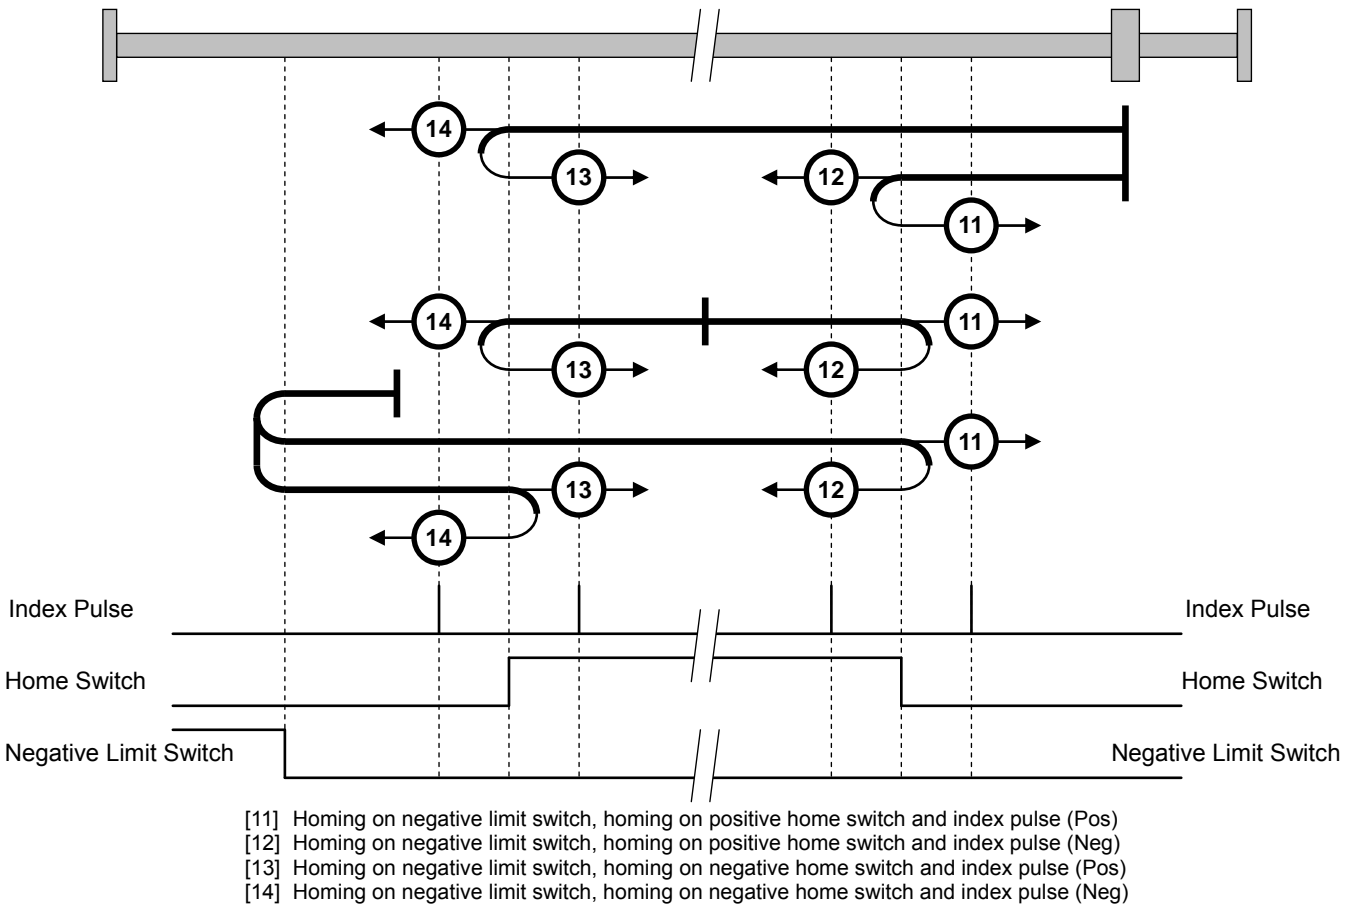 14
13
12
11
14
11
13
12
11
13
12
14
Index Pulse
Index Pulse
Home Switch
Home Switch
Negative Limit Switch
Negative Limit Switch
[11] Homing on negative limit switch, homing on positive home switch and index pulse (Pos)
[12] Homing on negative limit switch, homing on positive home switch and index pulse (Neg)
[13] Homing on negative limit switch, homing on negative home switch and index pulse (Pos)
[14] Homing on negative limit switch, homing on negative home switch and index pulse (Neg)